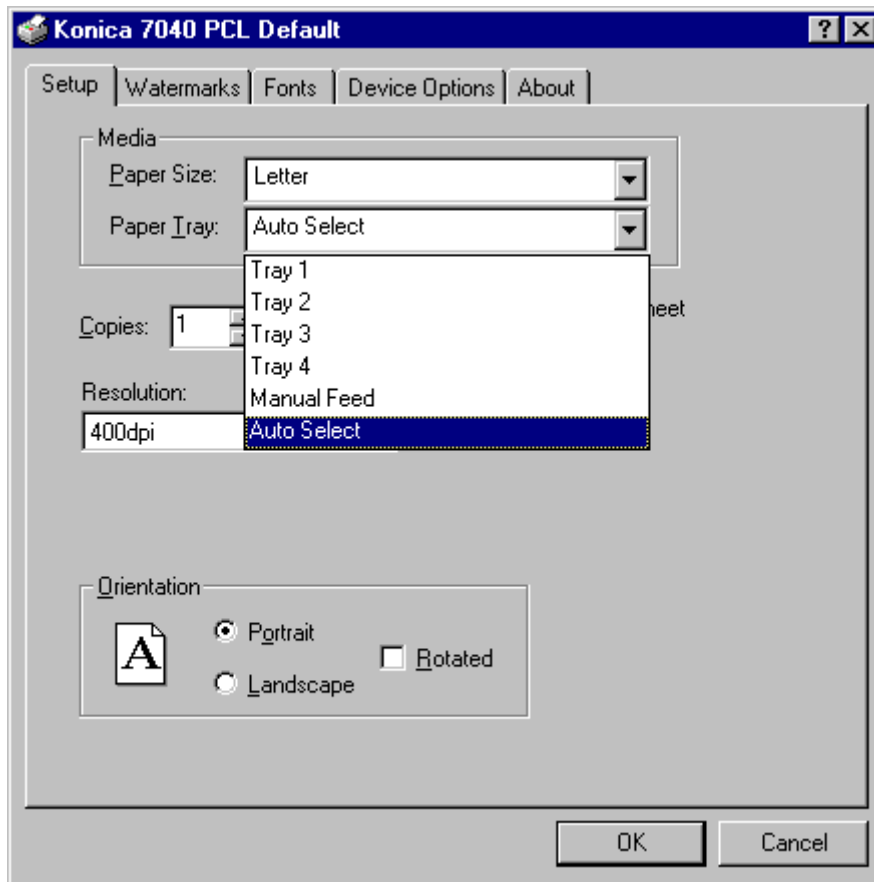 Konica 7040 PCL Default
Setup Watermarks Fonts Device Options About
Media
Paper Size: Letter
Paper Tray: Auto Select
Tray 1
Tray 2
Tray 3
Tray 4
Manual Feed
Auto Select
Copies: 1
Resolution:
400dpi
Orientation
A
Portrait
Rotated
Landscape
OK Cancel